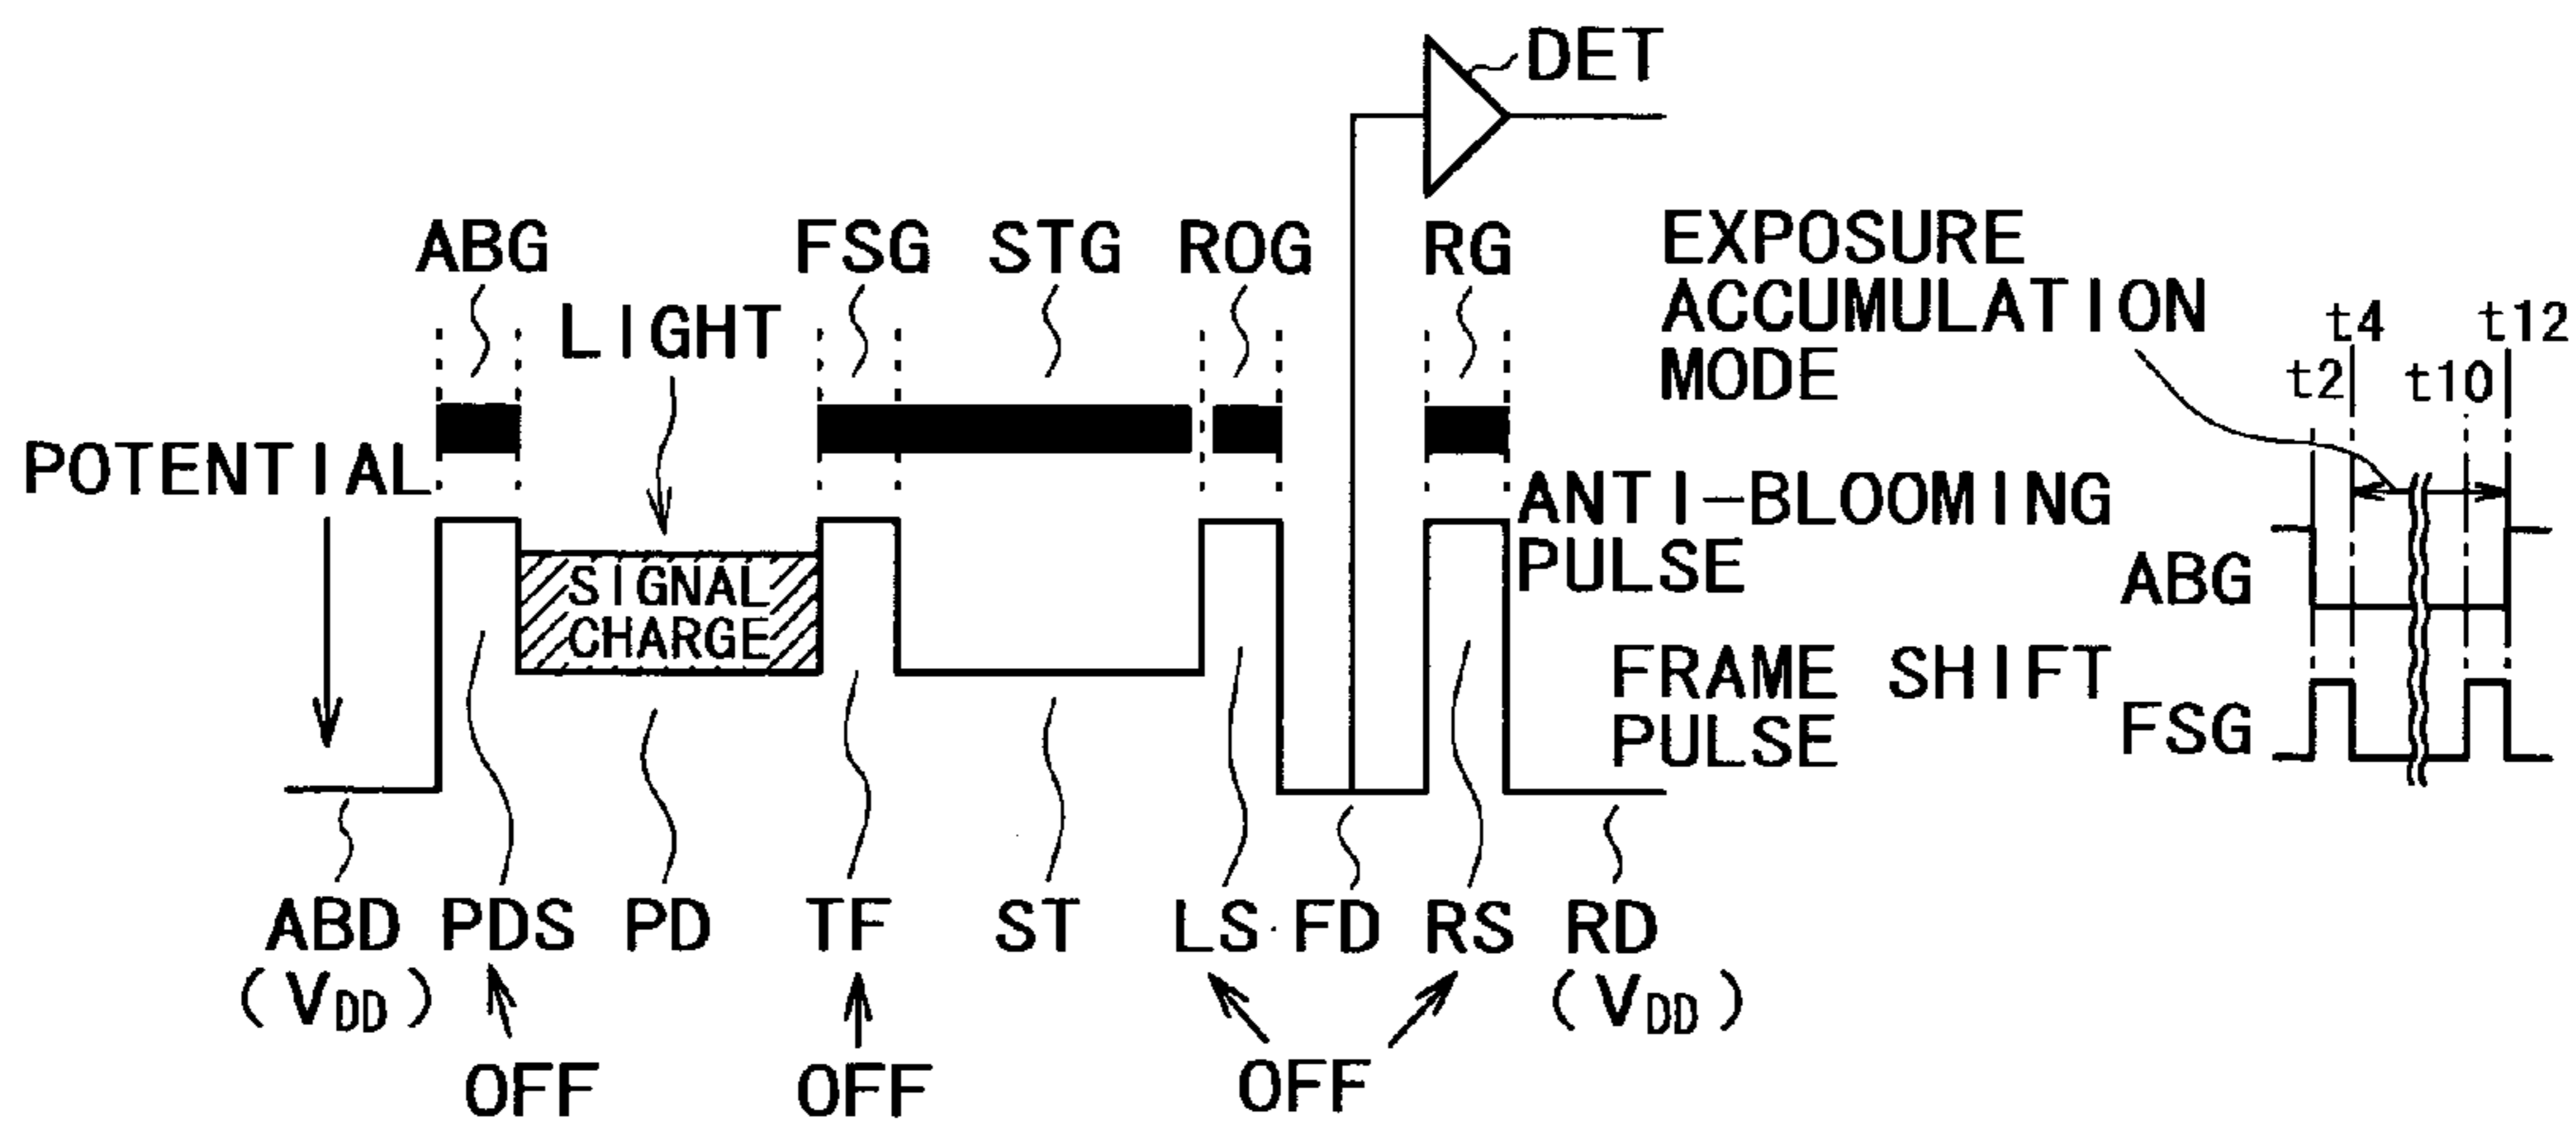 DET
ABG
FSG
STG
ROG
RG
EXPOSURE
ACCUMULATION
MODE
t4
t12
t2
t10
LIGHT
POTENTIAL
SIGNAL
CHARGE
ANTI-BLOOMING
PULSE
ABG
FRAME SHIFT
PULSE
FSG
ABD
(VDD)
PDS
PD
TF
ST
LS
FD
RS
RD
(VDD)
OFF
OFF
OFF